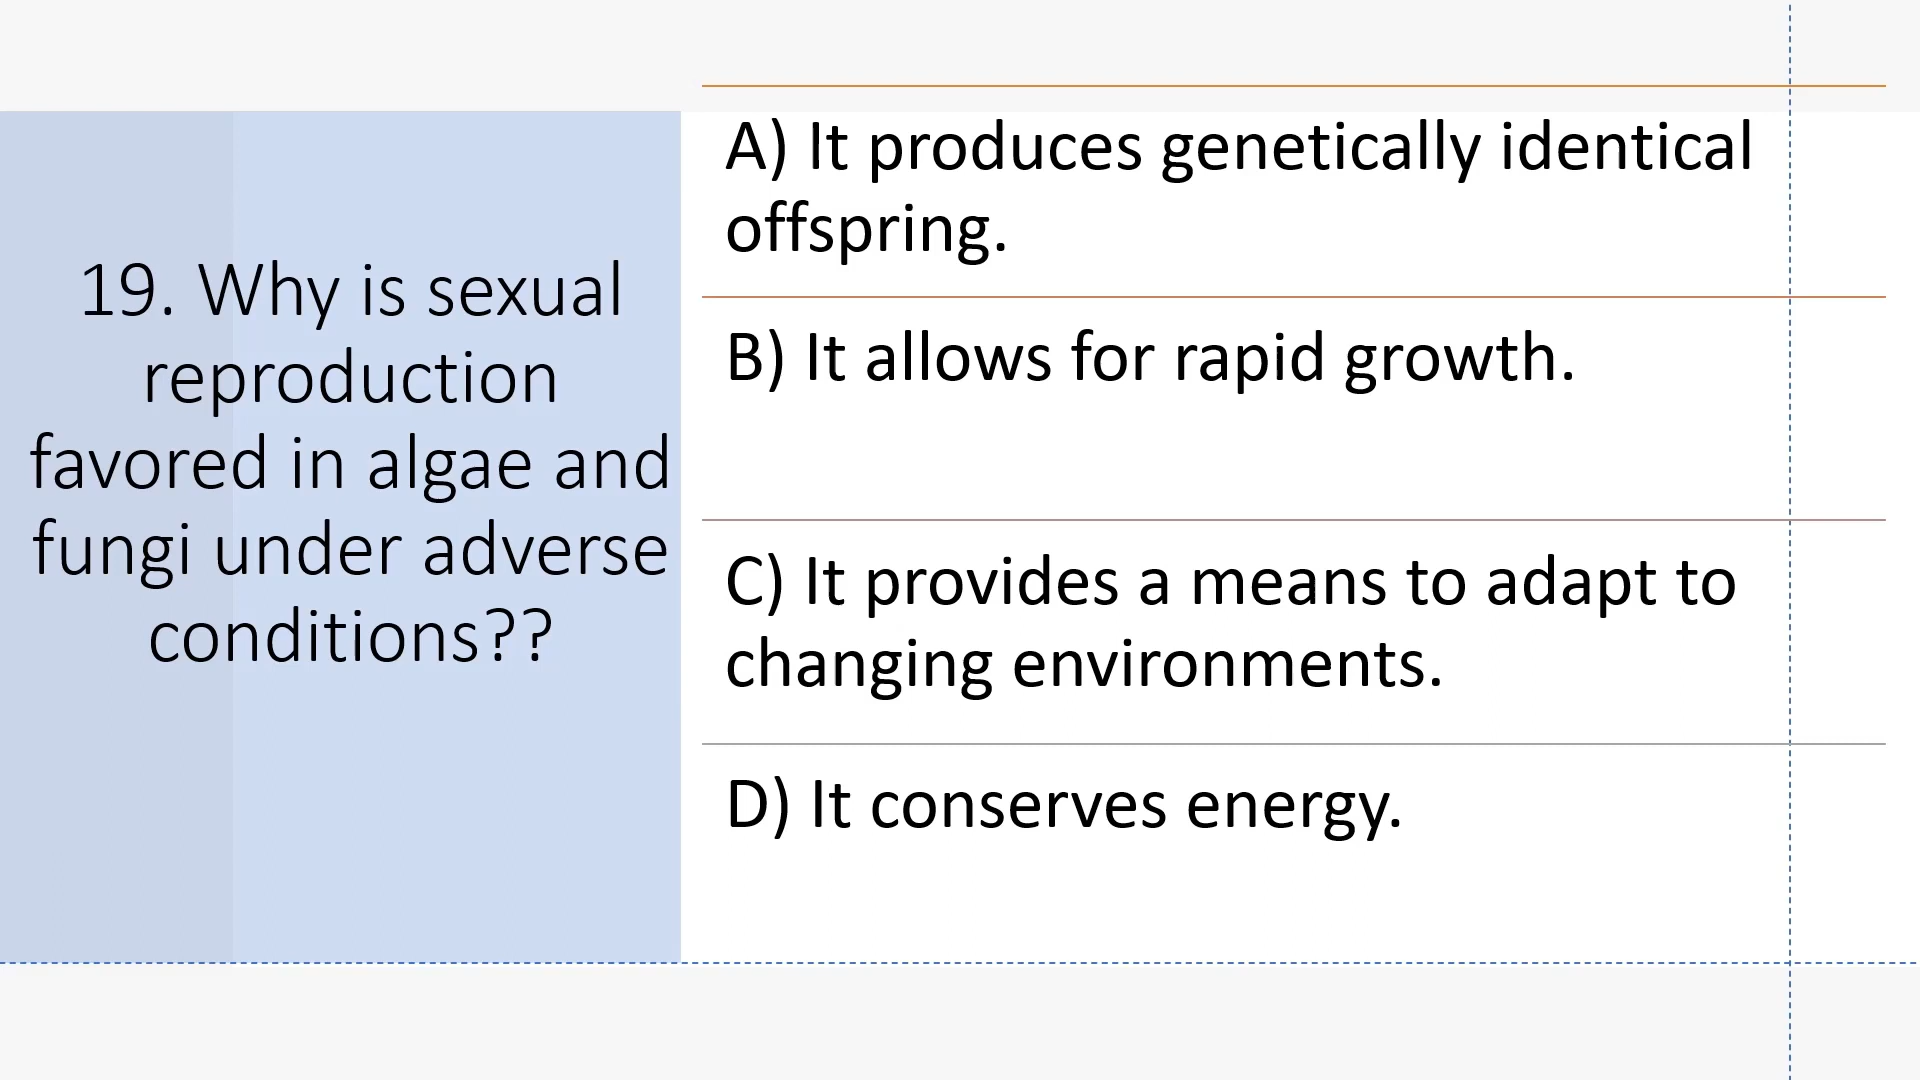 19. Why is sexual
reproduction
favored in algae and
fungi under adverse
conditions??
A) It produces genetically identical
offspring.
B) It allows for rapid growth.
C) It provides a means to adapt to
changing environments.
D) It conserves energy.